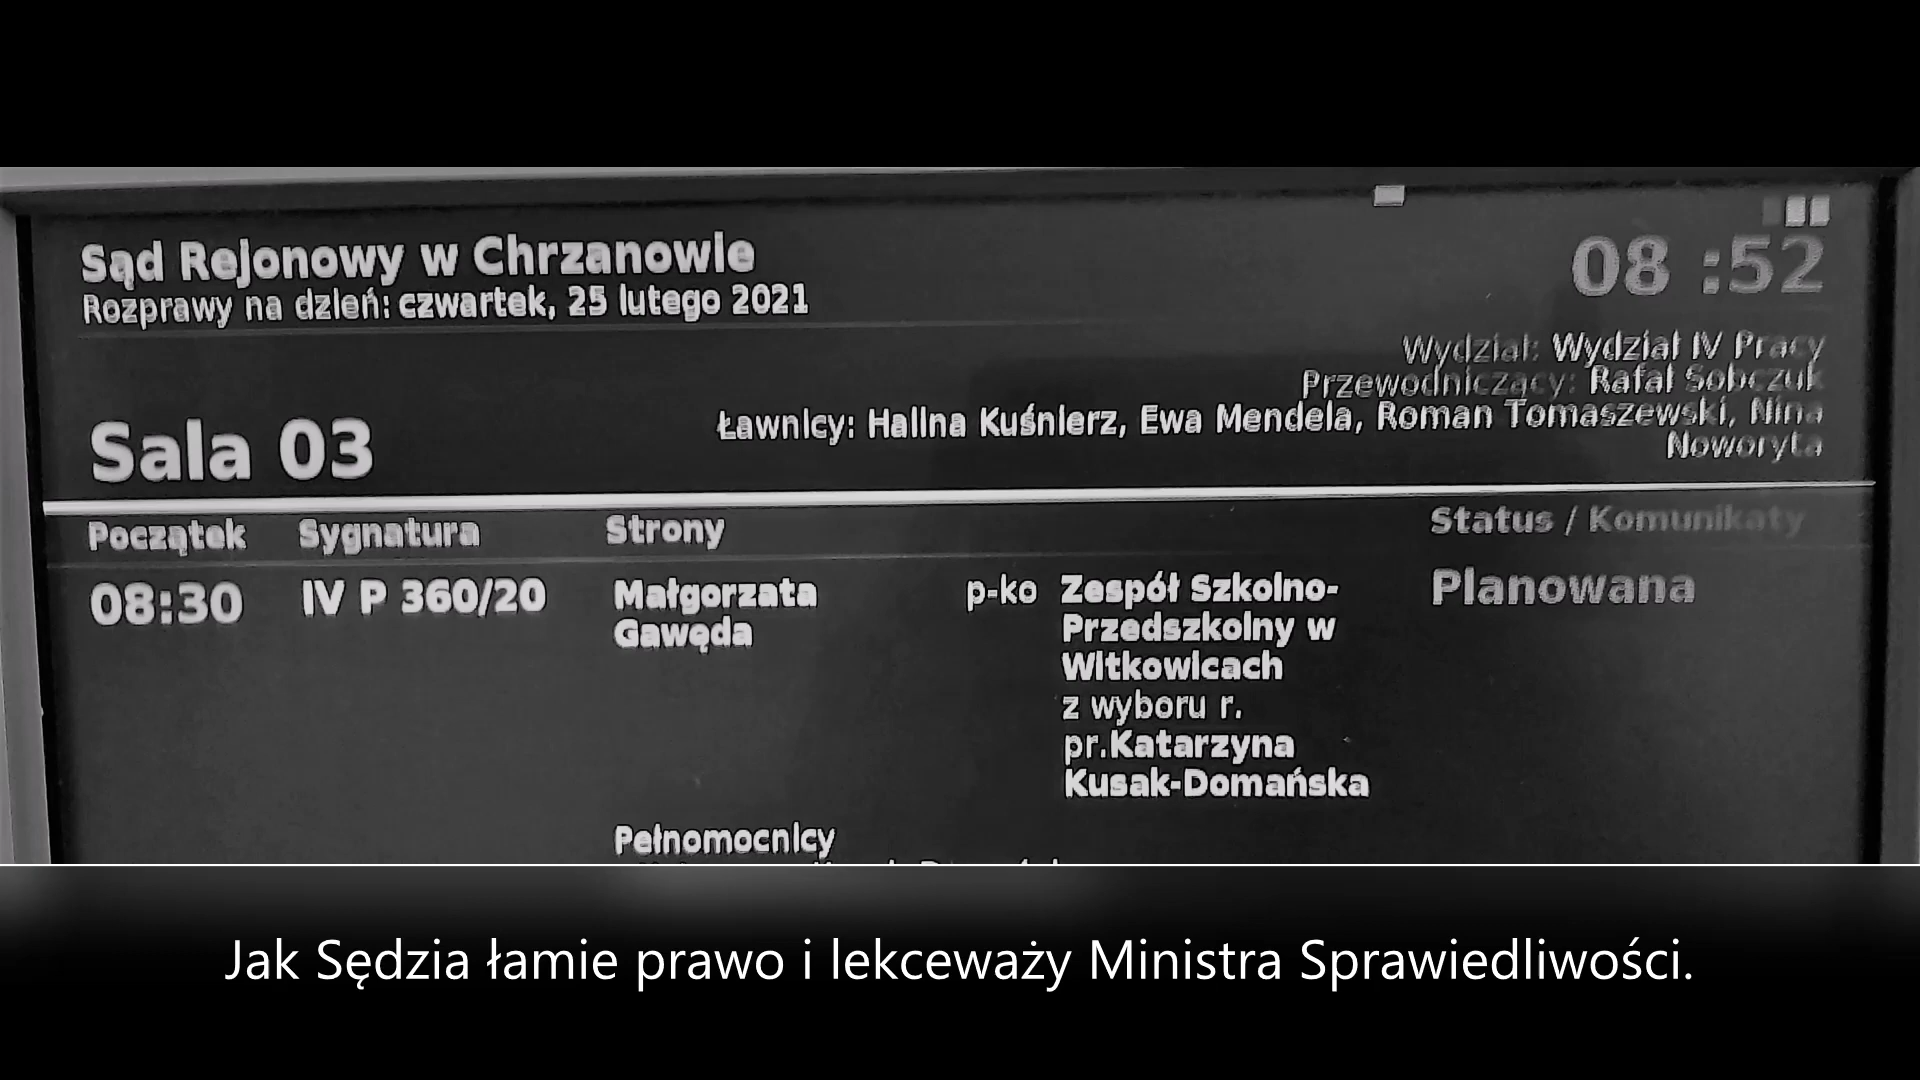 Sąd Rejonowy w Chrzanowie
08 :52
Rozprawy na dzień: czwartek, 25 lutego 2021
Wydział: Wydział IV Pracy
Przewodniczący: Rafał Sobczuk
Ławnicy: Halina Kuśnierz, Ewa Mendela, Roman Tomaszewski, Nina
Noworyta
Sala 03
Początek Sygnatura Strony Status / Komunikaty
08:30 IV P 360/20 Małgorzata p-ko Zespół Szkolno- Planowana
Gawęda Przedszkolny w
Witkowicach
z wyboru r.
pr.Katarzyna
Kusak-Domańska
Pełnomocnicy
Jak Sędzia łamie prawo i lekceważy Ministra Sprawiedliwości.